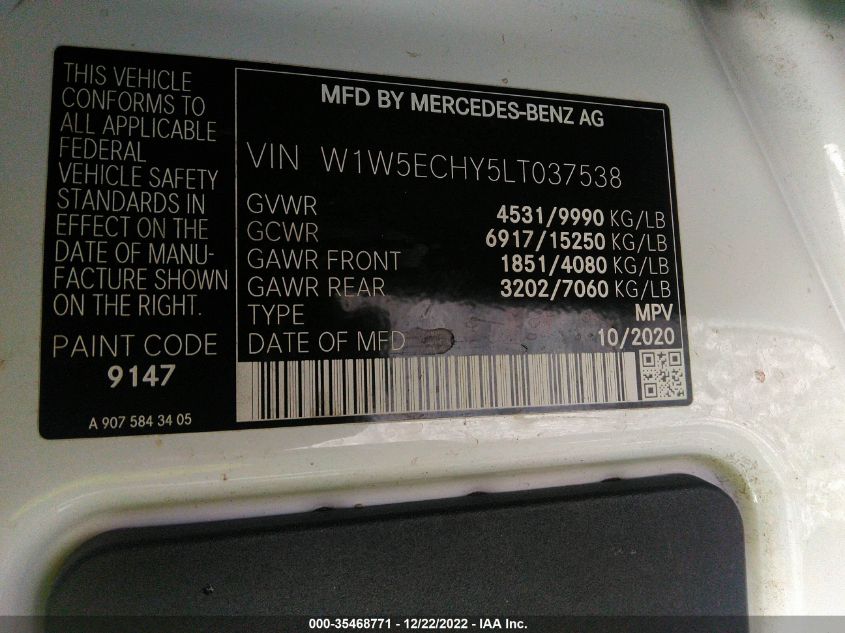 THIS VEHICLE
CONFORMS TO
ALL APPLICABLE
FEDERAL
VEHICLE SAFETY
STANDARDS IN
EFFECT ON THE
DATE OF MANU-
FACTURE SHOWN
ON THE RIGHT.
PAINT CODE
9147
A 907 584 34 05
MFD BY MERCEDES-BENZ AG
VIN W1W5ECHY5LT037538
GVWR 4531/9990 KG/LB
GCWR 6917/15250 KG/LB
GAWR FRONT 1851/4080 KG/LB
GAWR REAR 3202/7060 KG/LB
TYPE MPV
DATE OF MFD 10/2020
000-35468771 - 12/22/2022 - IAA Inc.